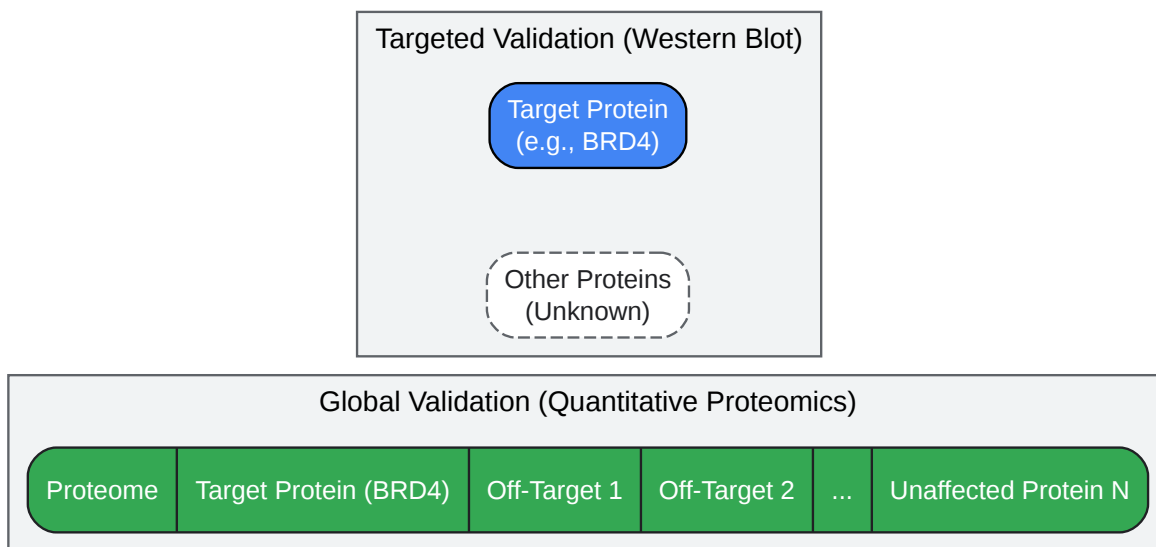 Targeted Validation (Western Blot)
Target Protein
(e.g., BRD4)
Other Proteins
(Unknown)
Global Validation (Quantitative Proteomics)
Proteome
Target Protein (BRD4)
Off-Target 1
Off-Target 2
...
Unaffected Protein N